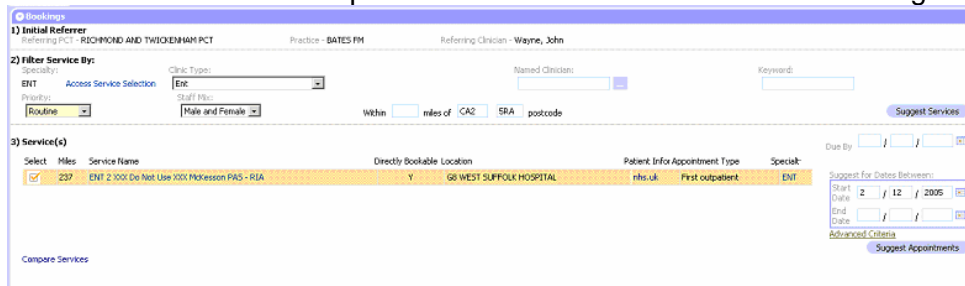 Bookings
1) Initial Referrer
Referring PCT - RICHMOND AND TWICKENHAM PCT Practice - BATES FM Referring Clinician - Wayne, John
2) Filter Service By:
Specialty: Clinic Type: Named Clinician: Keyword:
ENT Access Service Selection Ent ...
Priority: Staff Mix:
Routine Male and Female Within miles of CA2 5RA postcode Suggest Services
3) Service(s)
Due By / /
Select Miles Service Name Directly Bookable Location Patient Infor Appointment Type Specialt
237 ENT 2 XXX Do Not Use XXX McKesson PAS - RIA Y G8 WEST SUFFOLK HOSPITAL nhs.uk First outpatient ENT
Suggest for Dates Between:
Start Date 2 / 12 / 2005
End Date / /
Advanced Criteria
Suggest Appointments
Compare Services